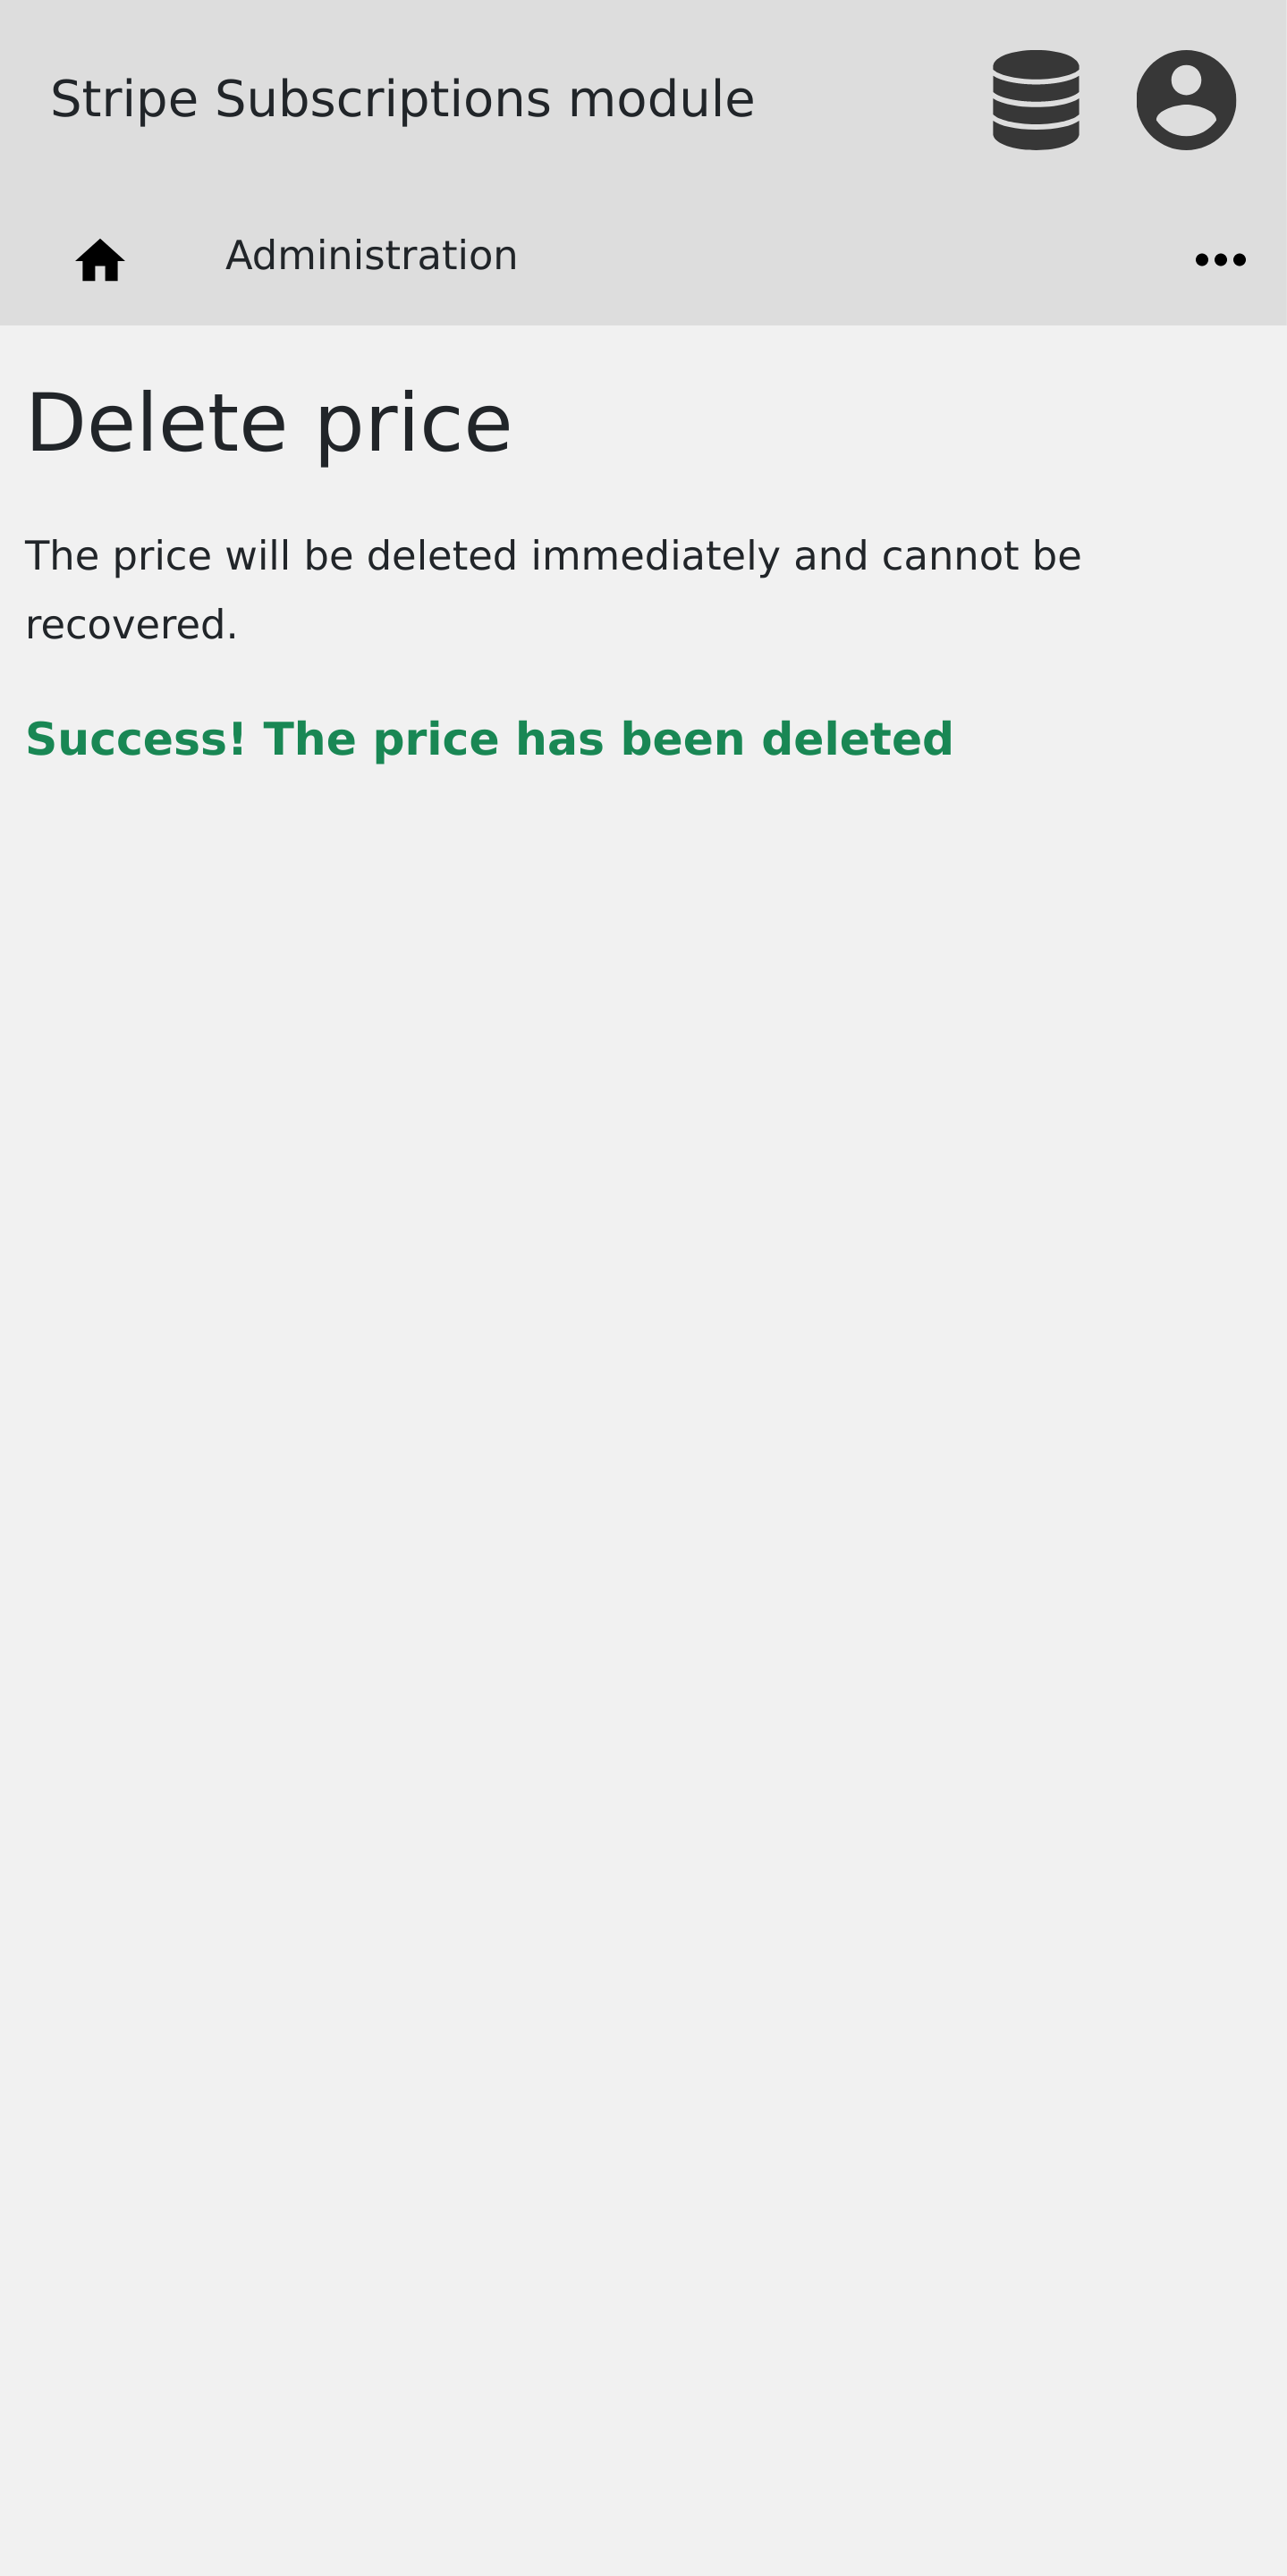 Stripe Subscriptions module
Administration
Delete price
The price will be deleted immediately and cannot be
recovered.
Success! The price has been deleted